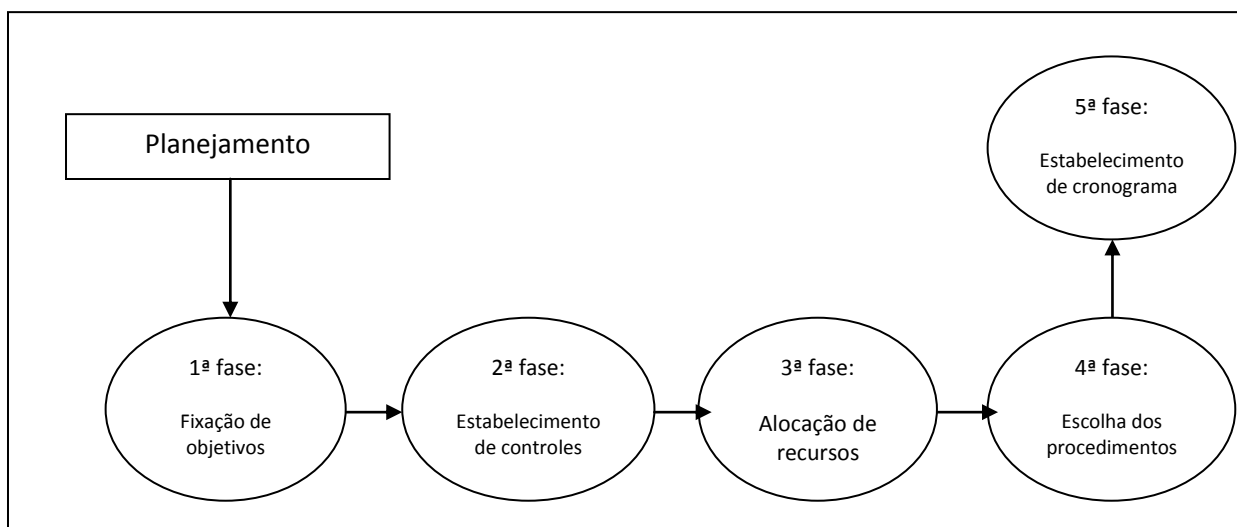 Planejamento
1ª fase:
Fixação de
objetivos
2ª fase:
Estabelecimento
de controles
3ª fase:
Alocação de
recursos
4ª fase:
Escolha dos
procedimentos
5ª fase:
Estabelecimento
de cronograma